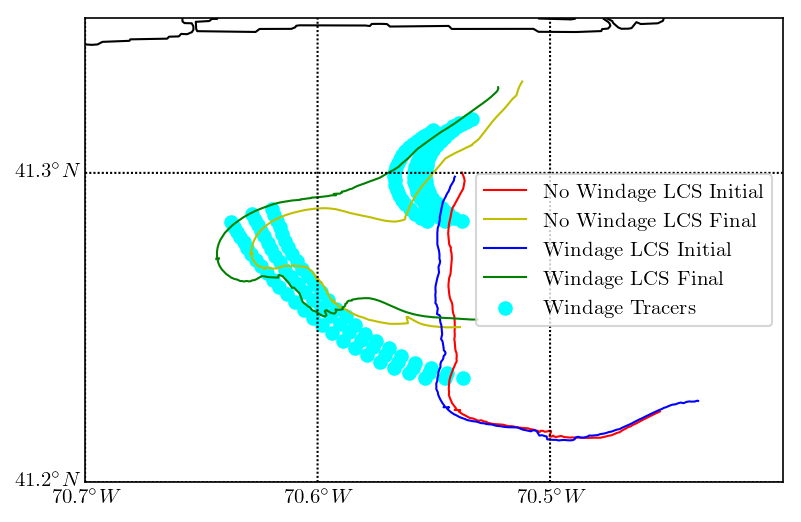 41.3°N
No Windage LCS Initial
No Windage LCS Final
Windage LCS Initial
Windage LCS Final
Windage Tracers
41.2°N
70.7°W 70.6°W 70.5°W